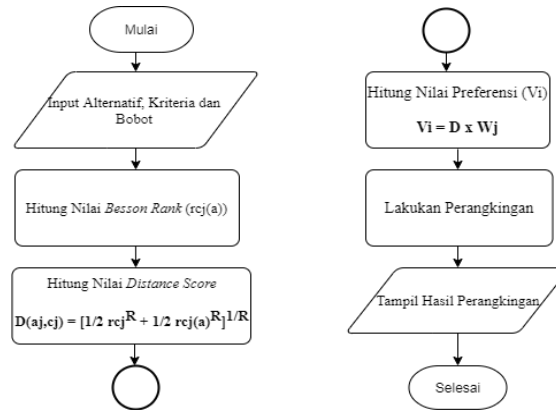 Mulai
Input Alternatif, Kriteria dan
Bobot
Hitung Nilai Besson Rank (rcj(a))
Hitung Nilai Distance Score
D(aj,cj) = [1/2 rcj^R + 1/2 rcj(a)^R]^1/R
Hitung Nilai Preferensi (Vi)
Vi = D x Wj
Lakukan Perangkingan
Tampil Hasil Perangkingan
Selesai